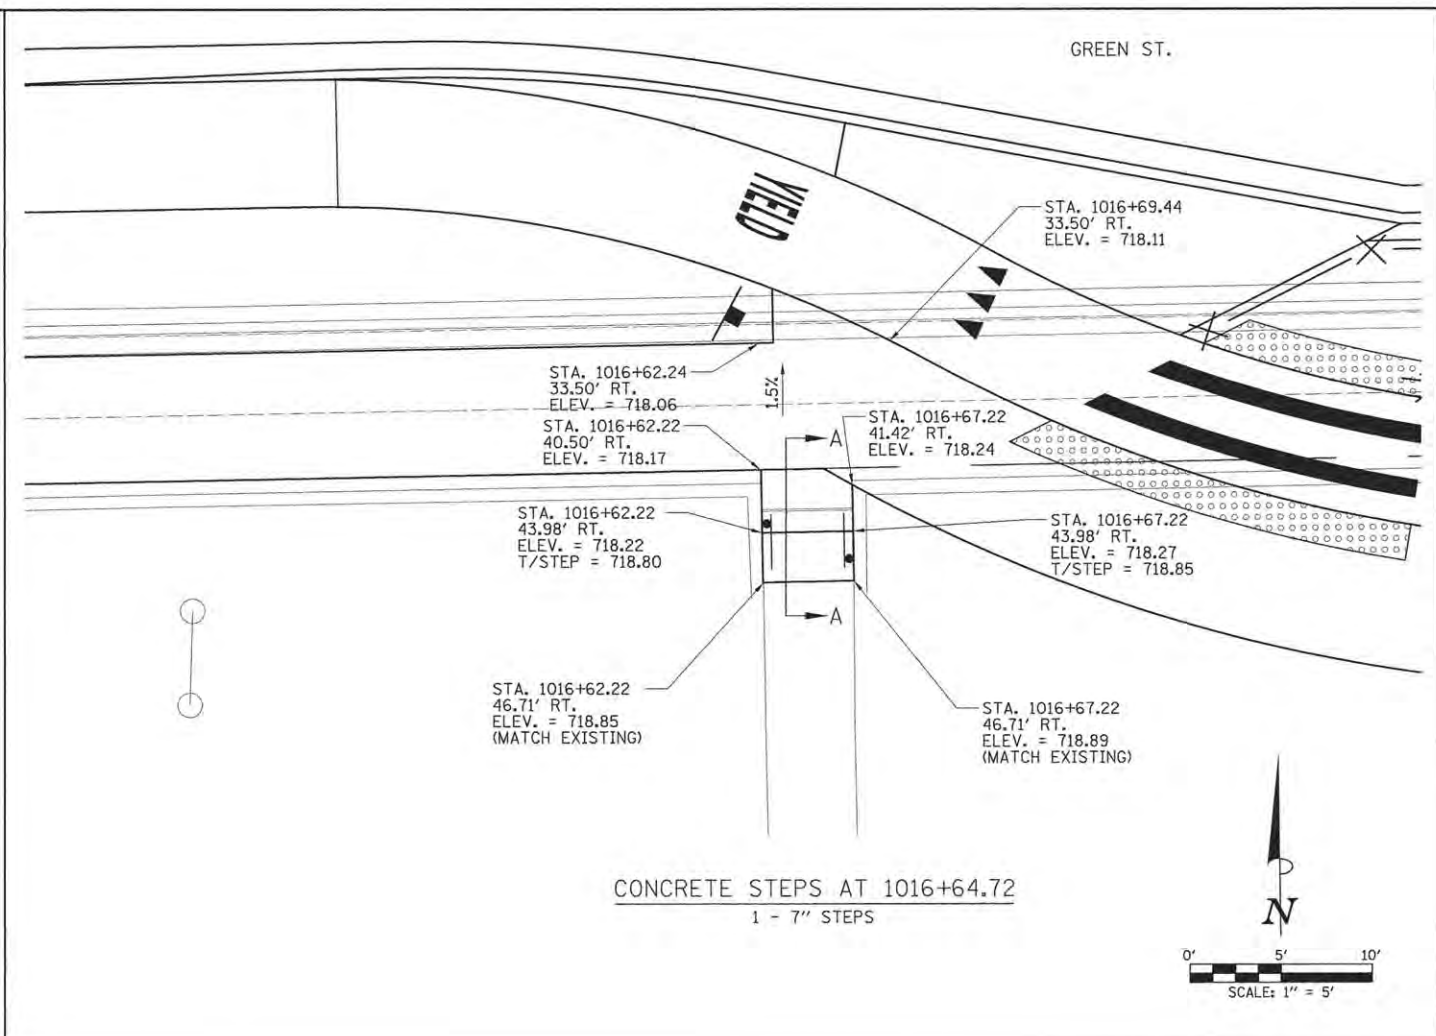 GREEN ST.
YIELD
STA. 1016+69.44
33.50' RT.
ELEV. = 718.11
STA. 1016+62.24
33.50' RT.
ELEV. = 718.06
1.5%
STA. 1016+62.22
40.50' RT.
ELEV. = 718.17
A
STA. 1016+67.22
41.42' RT.
ELEV. = 718.24
STA. 1016+62.22
43.98' RT.
ELEV. = 718.22
T/STEP = 718.80
STA. 1016+67.22
43.98' RT.
ELEV. = 718.27
T/STEP = 718.85
A
STA. 1016+62.22
46.71' RT.
ELEV. = 718.85
(MATCH EXISTING)
STA. 1016+67.22
46.71' RT.
ELEV. = 718.89
(MATCH EXISTING)
CONCRETE STEPS AT 1016+64.72
1 - 7" STEPS
N
0' 5' 10'
SCALE: 1" = 5'